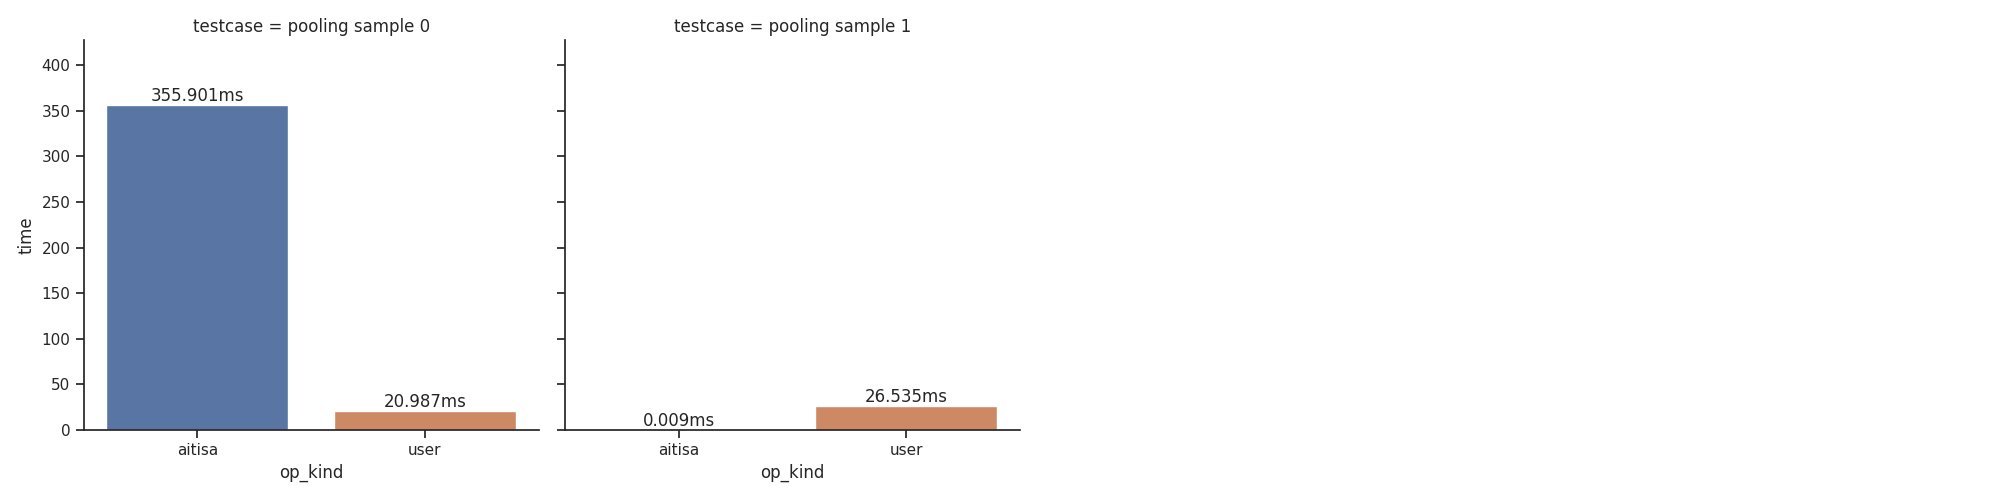 testcase = pooling sample 0
testcase = pooling sample 1
time
400
350
300
250
200
150
100
50
0
355.901ms
20.987ms
0.009ms
26.535ms
aitisa
user
aitisa
user
op_kind
op_kind